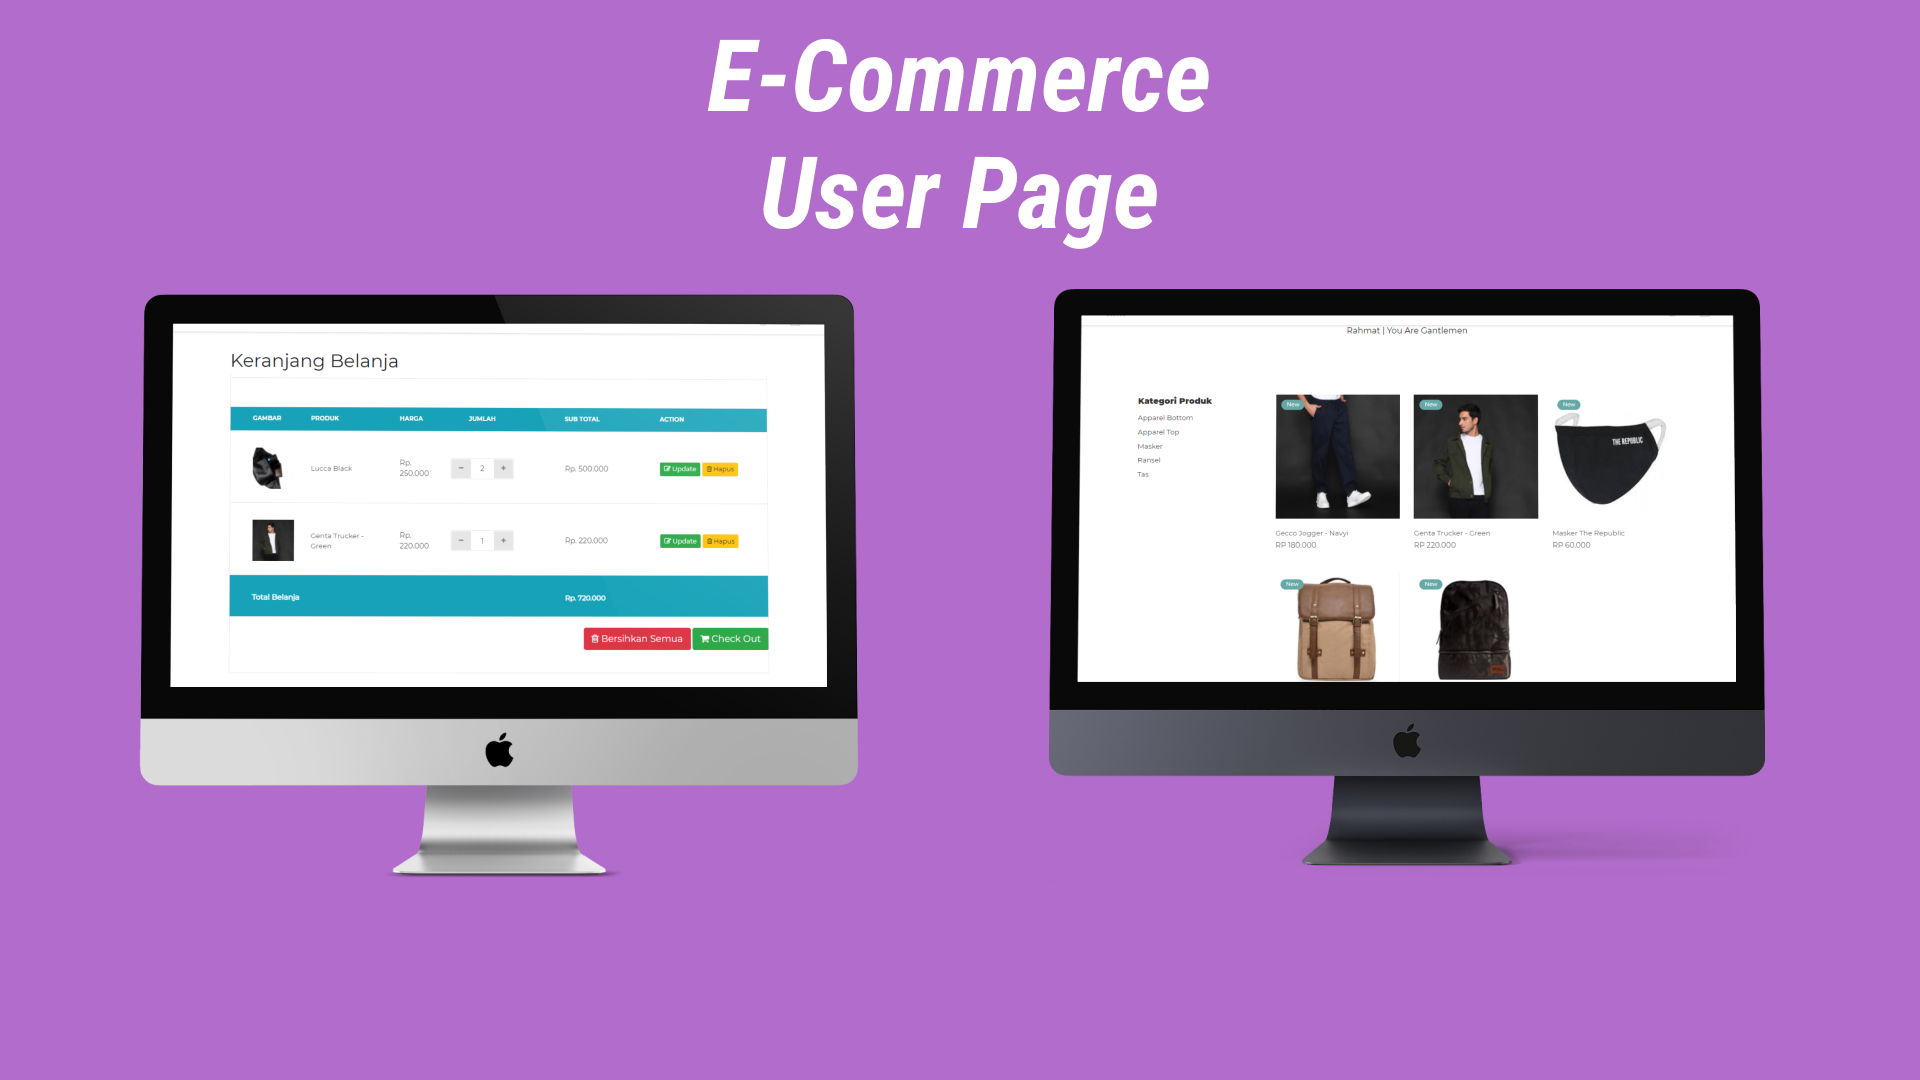 E-Commerce
User Page
Keranjang Belanja
GAMBAR PRODUK HARGA JUMLAH SUB TOTAL ACTION
Lucca Black Rp. 250.000 - 2 + Rp. 500.000 Update Hapus
Genta Trucker - Green Rp. 220.000 - 1 + Rp. 220.000 Update Hapus
Total Belanja Rp. 720.000
Bersihkan Semua Check Out
Rahmat | You Are Gantlemen
Kategori Produk
Apparel Bottom
Apparel Top
Masker
Ransel
Tas
New New New
THE REPUBLIC
Gecco Jogger - Navyi Genta Trucker - Green Masker The Republic
RP 180.000 RP 220.000 RP 60.000
New New